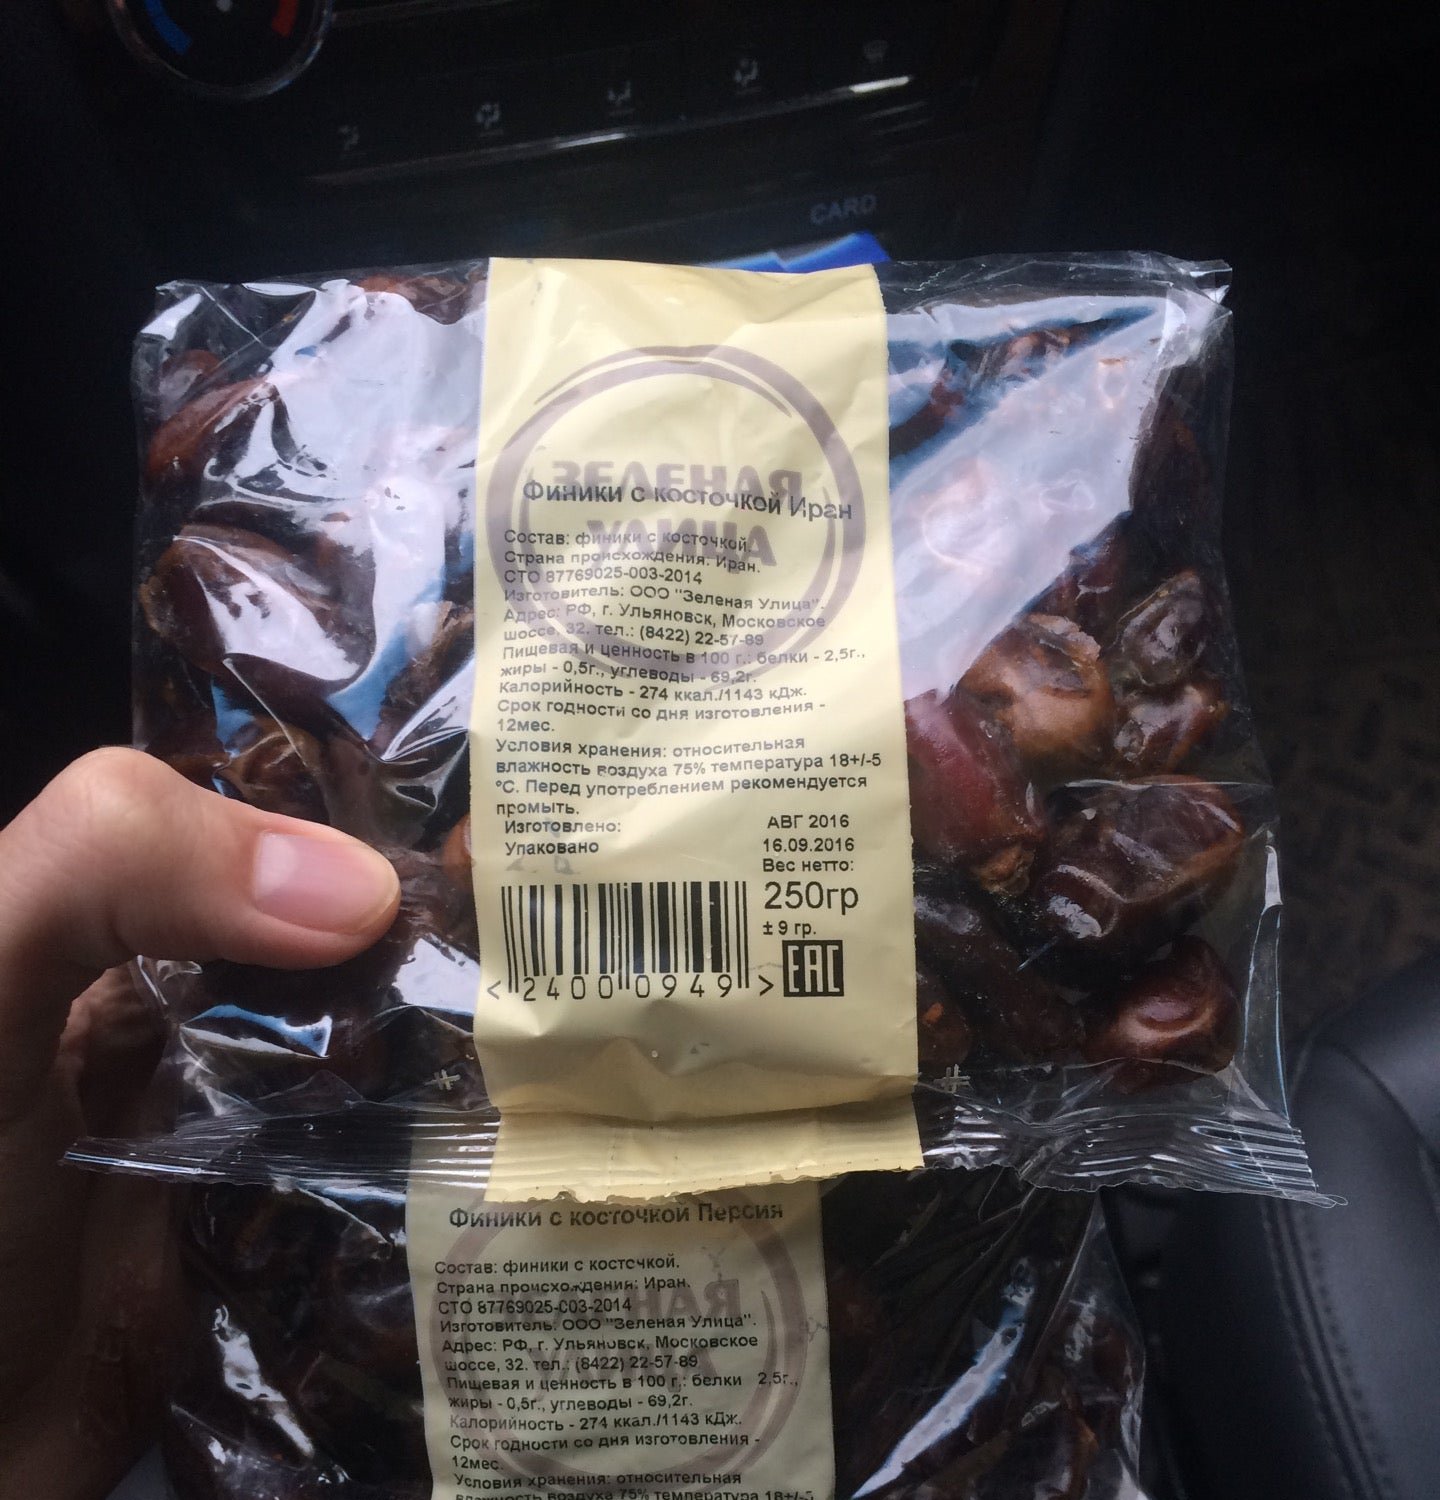 CARD
ЗЕЛЕНАЯ
УЛИЦА
Финики с косточкой Иран
Состав: финики с косточкой.
Страна происхождения: Иран.
СТО 87769025-003-2014
Изготовитель: ООО "Зеленая Улица".
Адрес: РФ, г. Ульяновск, Московское
шоссе, 32. тел.: (8422) 22-57-89
Пищевая и ценность в 100 г.: белки - 2,5г.,
жиры - 0,5г., углеводы - 69,2г.
Калорийность - 274 ккал./1143 кДж.
Срок годности со дня изготовления -
12мес.
Условия хранения: относительная
влажность воздуха 75% температура 18+/-5
°С. Перед употреблением рекомендуется
промыть.
Изготовлено: АВГ 2016
Упаковано 16.09.2016
Вес нетто:
250гр
± 9 гр.
<24000949>
EAC
Финики с косточкой Персия
Состав: финики с косточкой.
Страна происхождения: Иран.
СТО 87769025-003-2014
Изготовитель: ООО "Зеленая Улица".
Адрес: РФ, г. Ульяновск, Московское
шоссе, 32. тел.: (8422) 22-57-89
Пищевая и ценность в 100 г.: белки 2,5г.,
жиры - 0,5г., углеводы - 69,2г.
Калорийность - 274 ккал./1143 кДж.
Срок годности со дня изготовления -
12мес.
Условия хранения: относительная
влажность воздуха 75% температура 18+/-5